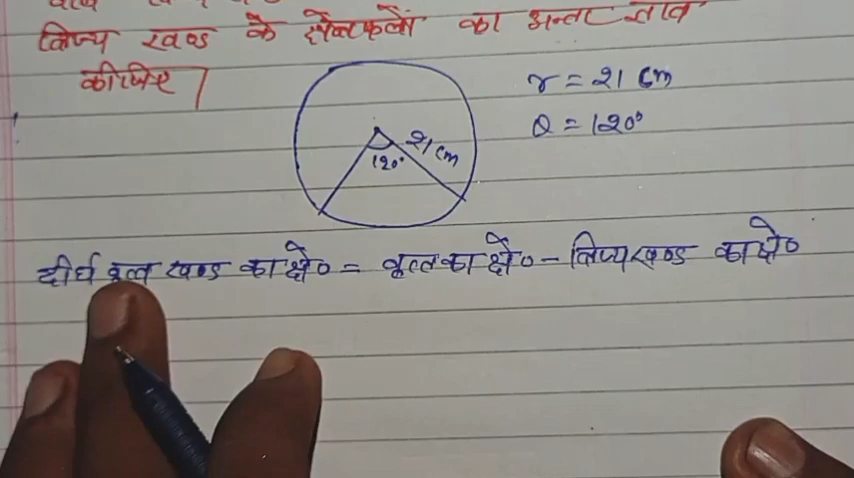 त्रिज्य खण्ड के क्षेत्रफलों का अन्तर ज्ञात
कीजिए।
r = 21 cm
θ = 120°
21 cm
120°
दीर्घ वृत्त खण्ड का क्षे० = वृत्त का क्षे० - त्रिज्यखण्ड का क्षे०